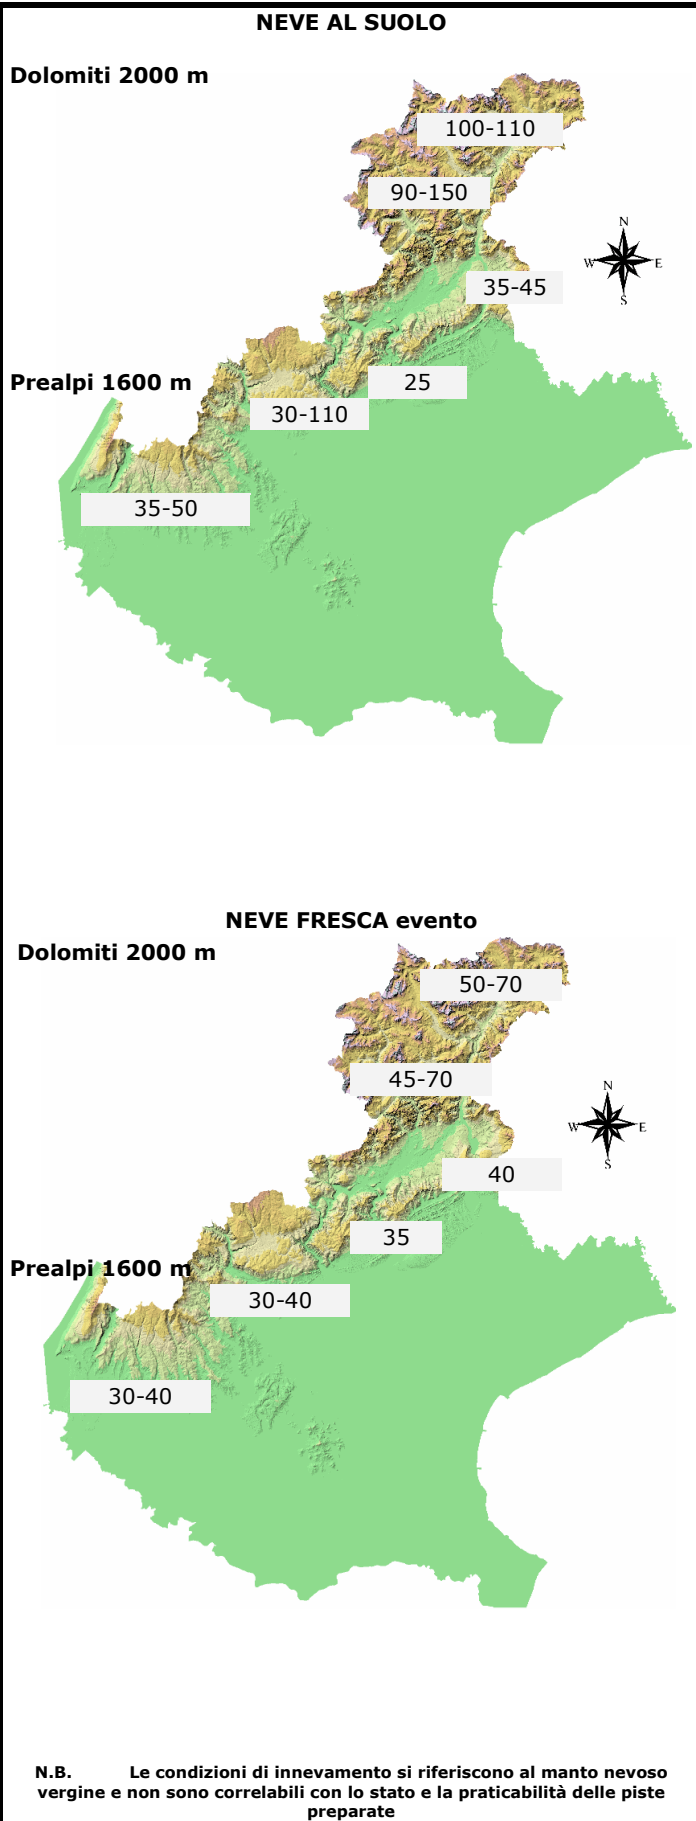 NEVE AL SUOLO
Dolomiti 2000 m
100-110
90-150
N
W E
S
35-45
Prealpi 1600 m
25
30-110
35-50
NEVE FRESCA evento
Dolomiti 2000 m
50-70
45-70
N
W E
S
40
35
Prealpi 1600 m
30-40
30-40
N.B. Le condizioni di innevamento si riferiscono al manto nevoso
vergine e non sono correlabili con lo stato e la praticabilità delle piste
preparate